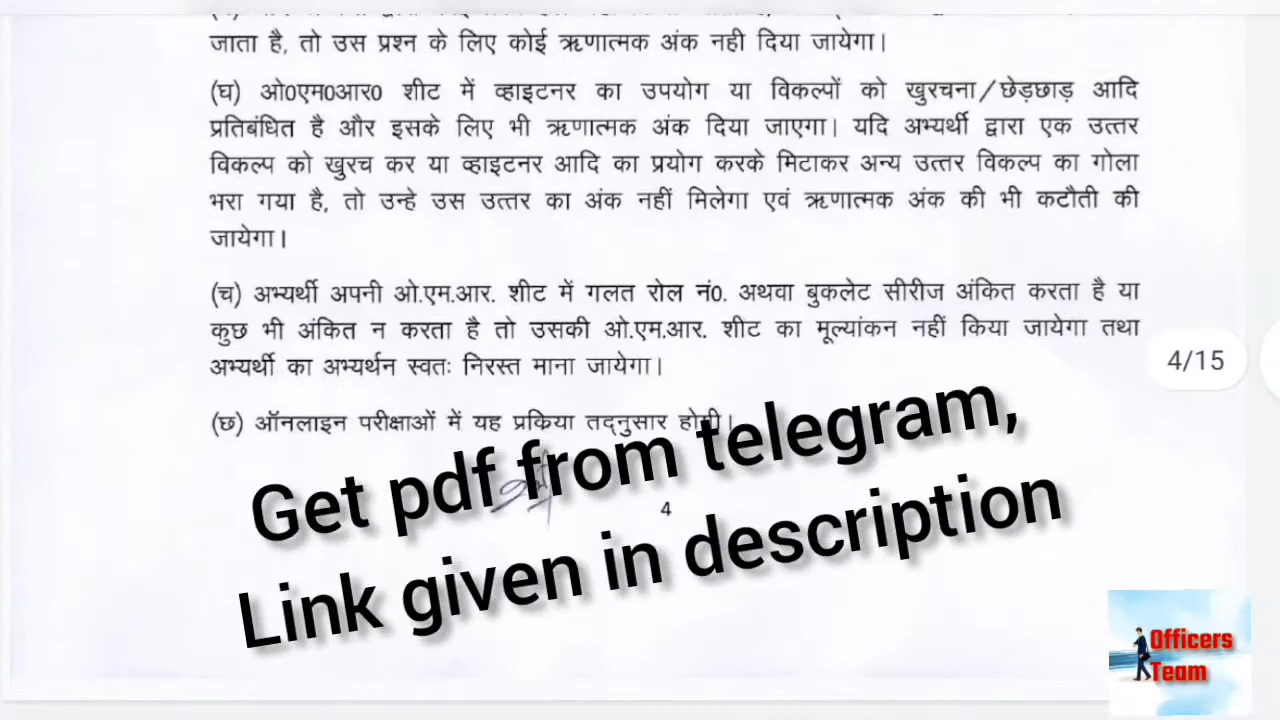 जाता है, तो उस प्रश्न के लिए कोई ऋणात्मक अंक नही दिया जायेगा।
(घ) ओ0एम0आर0 शीट में व्हाइटनर का उपयोग या विकल्पों को खुरचना/छेड़छाड़ आदि
प्रतिबंधित है और इसके लिए भी ऋणात्मक अंक दिया जाएगा। यदि अभ्यर्थी द्वारा एक उत्तर
विकल्प को खुरच कर या व्हाइटनर आदि का प्रयोग करके मिटाकर अन्य उत्तर विकल्प का गोला
भरा गया है, तो उन्हे उस उत्तर का अंक नहीं मिलेगा एवं ऋणात्मक अंक की भी कटौती की
जायेगा।
(च) अभ्यर्थी अपनी ओ.एम.आर. शीट में गलत रोल नं0. अथवा बुकलेट सीरीज अंकित करता है या
कुछ भी अंकित न करता है तो उसकी ओ.एम.आर. शीट का मूल्यांकन नहीं किया जायेगा तथा
अभ्यर्थी का अभ्यर्थन स्वतः निरस्त माना जायेगा।
4/15
(छ) ऑनलाइन परीक्षाओं में यह प्रकिया तद्नुसार होगी।
Get pdf from telegram,
4
Link given in description
Officers
Team